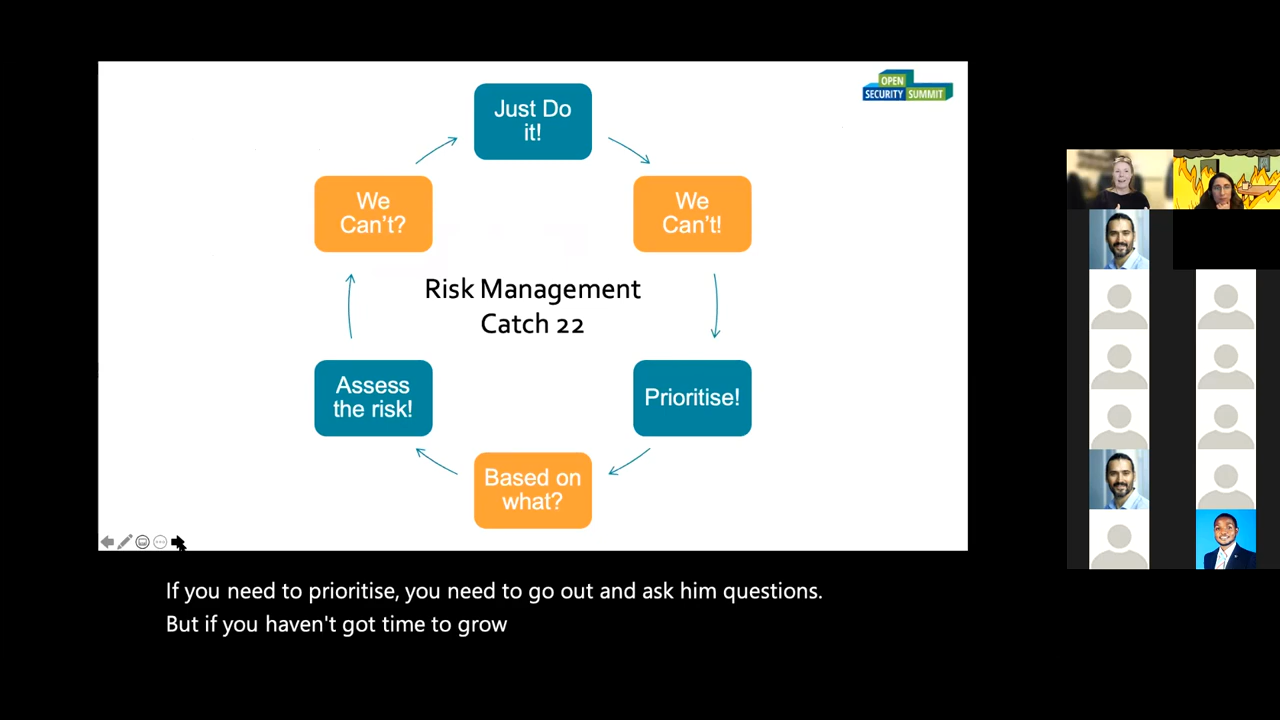 OPEN
SECURITY SUMMIT
Just Do
it!
We
Can't?
We
Can't!
Risk Management
Catch 22
Assess
the risk!
Prioritise!
Based on
what?
If you need to prioritise, you need to go out and ask him questions.
But if you haven't got time to grow